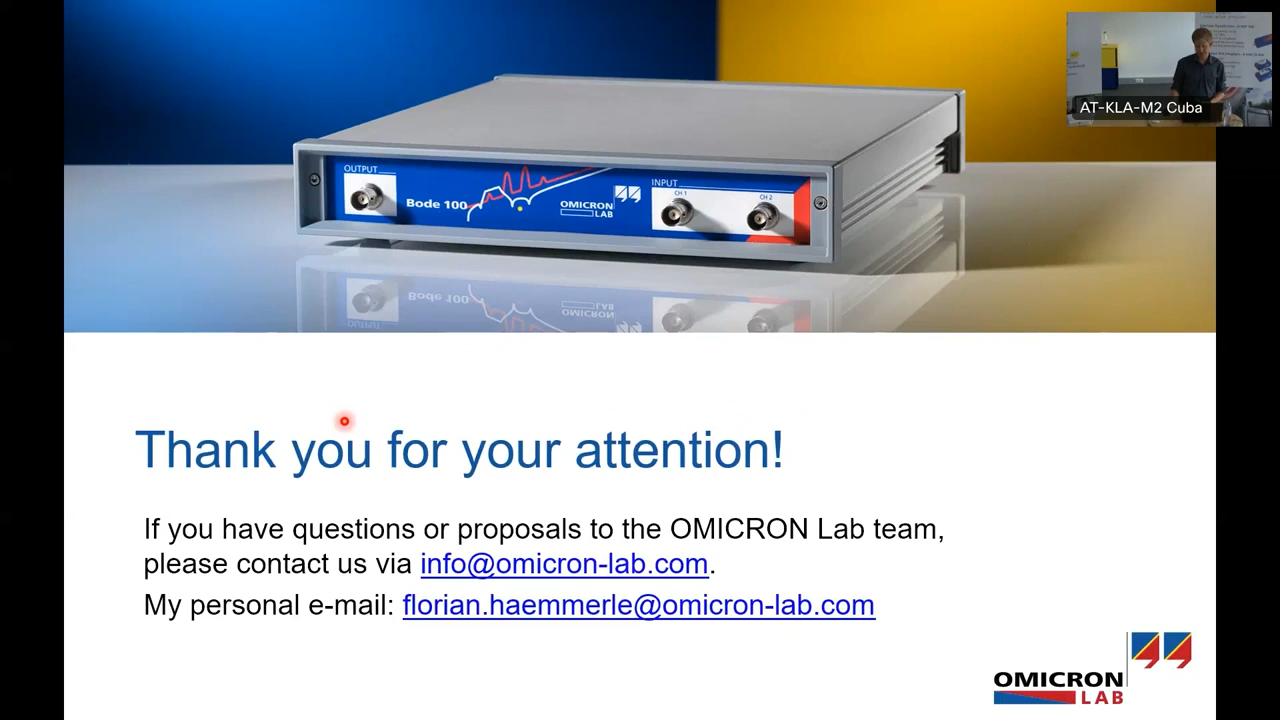 AT-KLA-M2 Cuba
OUTPUT
Bode 100
OMICRON
LAB
INPUT
CH 1
CH 2
Thank you for your attention!
If you have questions or proposals to the OMICRON Lab team,
please contact us via info@omicron-lab.com.
My personal e-mail: florian.haemmerle@omicron-lab.com
OMICRON
LAB